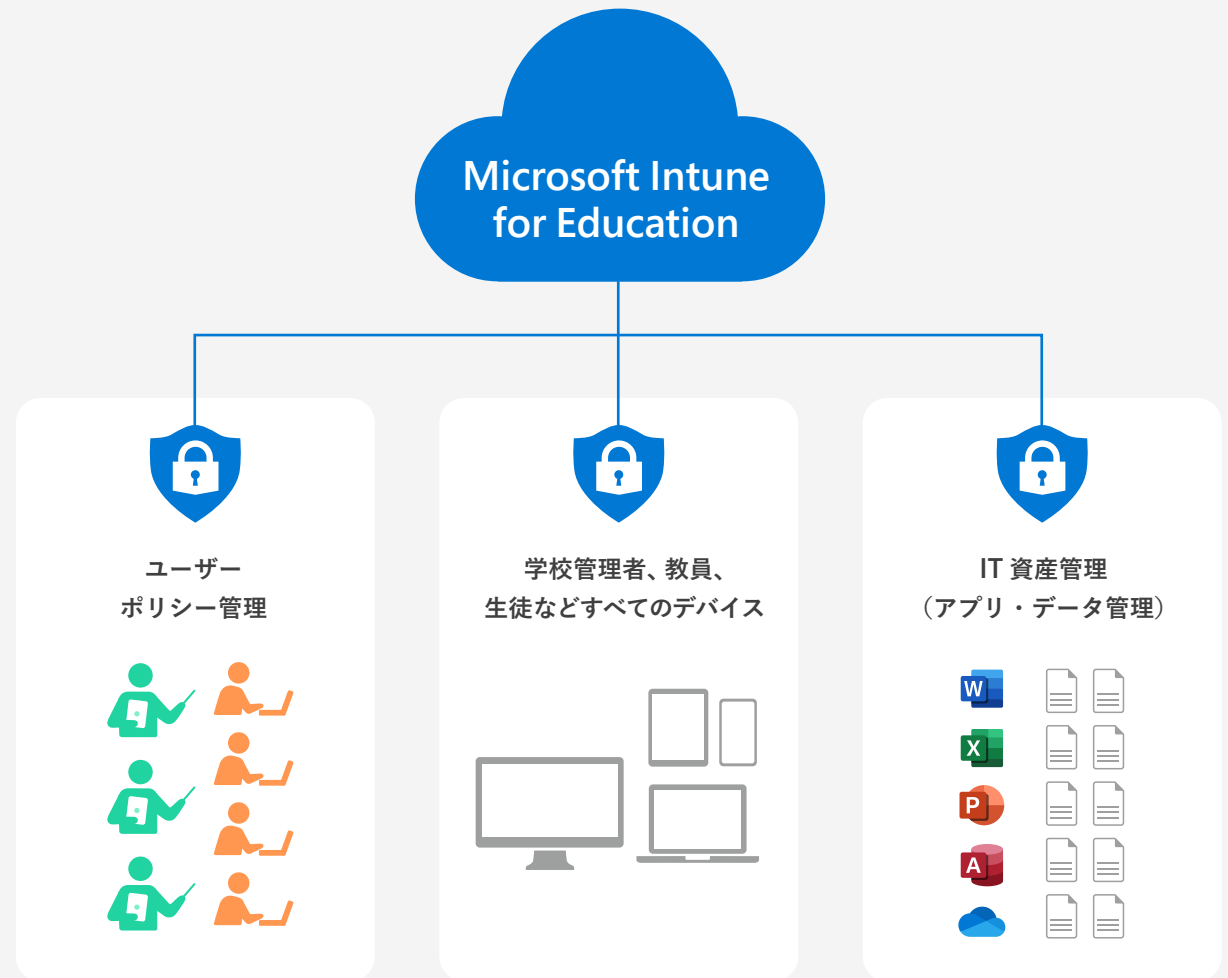 Microsoft Intune
for Education
ユーザー
ポリシー管理
学校管理者、教員、
生徒などすべてのデバイス
IT 資産管理
（アプリ・データ管理）
W
X
P
A